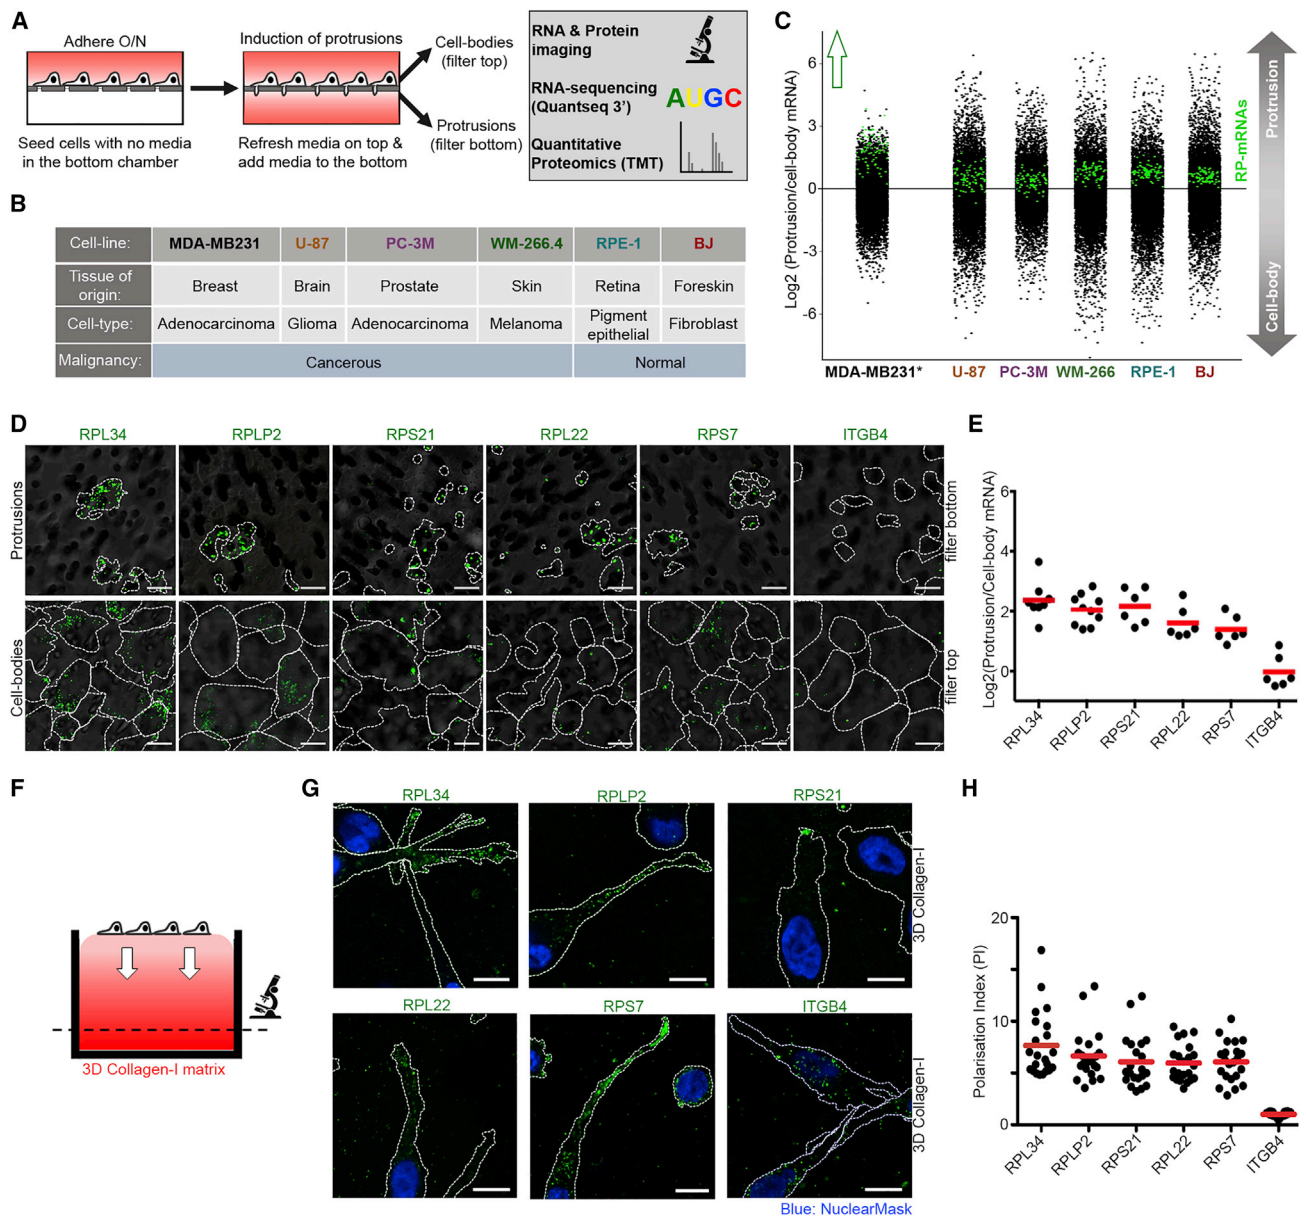 A
Adhere O/N
Seed cells with no media
in the bottom chamber
Induction of protrusions
Refresh media on top &
add media to the bottom
Cell-bodies
(filter top)
Protrusions
(filter bottom)
RNA & Protein
imaging
RNA-sequencing
(Quantseq 3')
AUGC
Quantitative
Proteomics (TMT)
B
Cell-line: MDA-MB231 U-87 PC-3M WM-266.4 RPE-1 BJ
Tissue of
origin: Breast Brain Prostate Skin Retina Foreskin
Cell-type: Adenocarcinoma Glioma Adenocarcinoma Melanoma Pigment
epithelial Fibroblast
Malignancy: Cancerous Normal
C
Log2 (Protrusion/cell-body mRNA)
6
3
0
-3
-6
MDA-MB231* U-87 PC-3M WM-266 RPE-1 BJ
RP-mRNAs
Protrusion
Cell-body
D
RPL34 RPLP2 RPS21 RPL22 RPS7 ITGB4
Protrusions
filter bottom
Cell-bodies
filter top
E
Log2(Protrusion/Cell-body mRNA)
6
4
2
0
RPL34 RPLP2 RPS21 RPL22 RPS7 ITGB4
F
3D Collagen-I matrix
G
RPL34 RPLP2 RPS21
3D Collagen-I
RPL22 RPS7 ITGB4
3D Collagen-I
Blue: NuclearMask
H
Polarisation Index (PI)
20
10
0
RPL34 RPLP2 RPS21 RPL22 RPS7 ITGB4